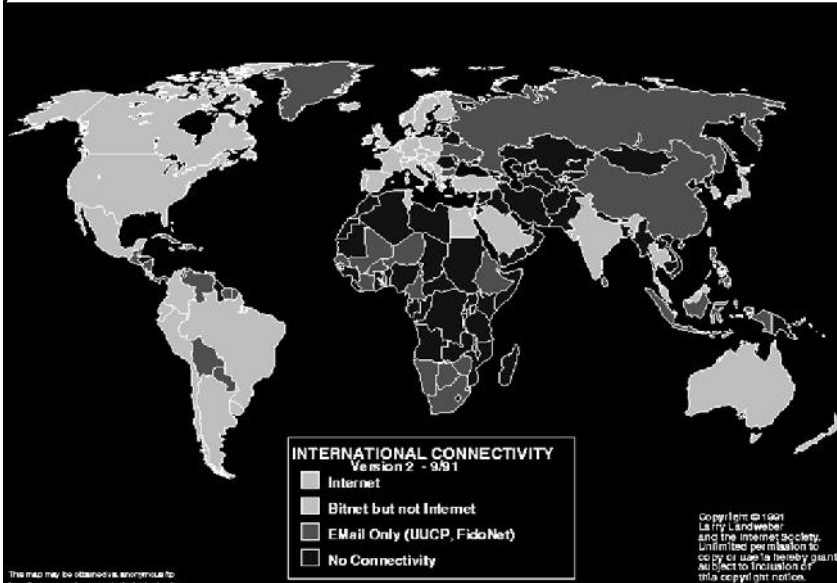 INTERNATIONAL CONNECTIVITY
Version 2 - 9/91
Internet
Bitnet but not Internet
EMail Only (UUCP, FidoNet)
No Connectivity
Copyright © 1991
Larry Landweber
and the Internet Society.
Unlimited permission to
copy or use is hereby grant
subject to inclusion of
this copyright notice.
This map may be obtained via anonymous ftp